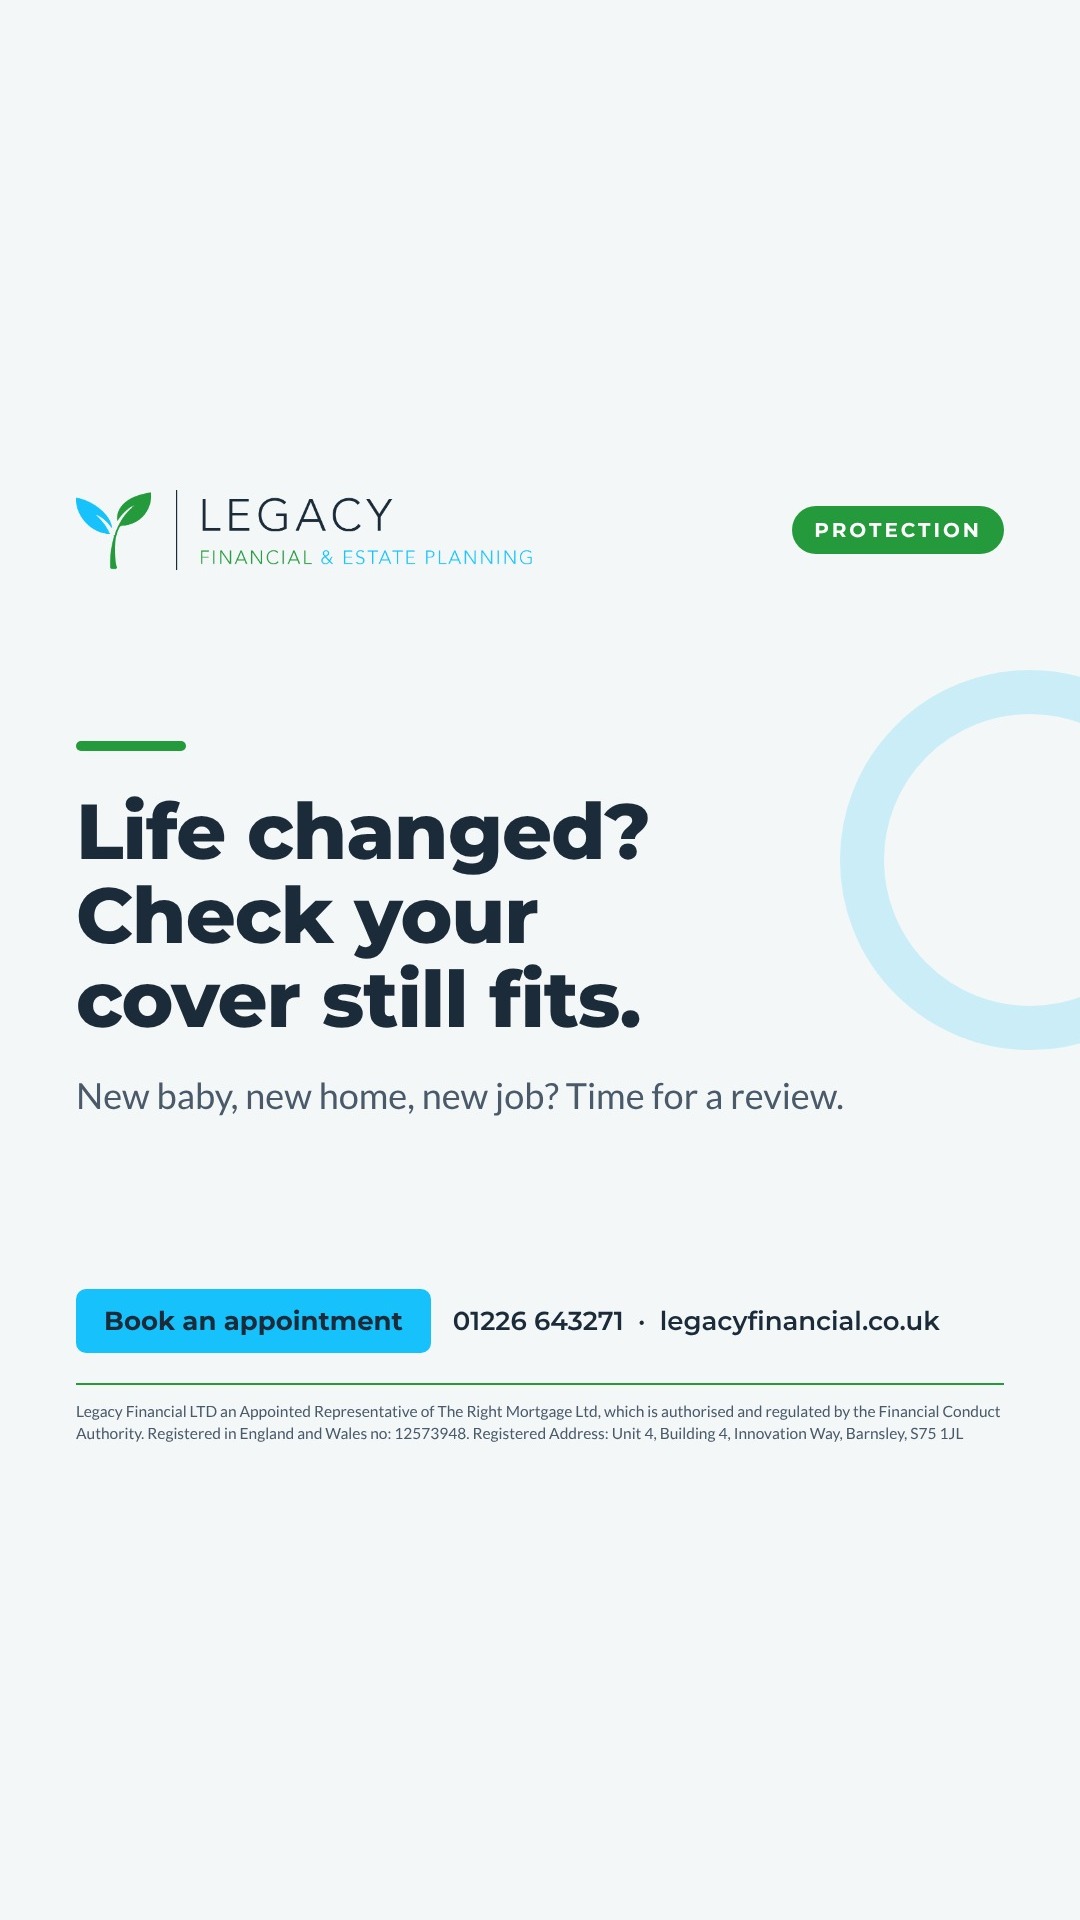 LEGACY
FINANCIAL & ESTATE PLANNING
PROTECTION
Life changed?
Check your
cover still fits.
New baby, new home, new job? Time for a review.
Book an appointment
01226 643271 · legacyfinancial.co.uk
Legacy Financial LTD an Appointed Representative of The Right Mortgage Ltd, which is authorised and regulated by the Financial Conduct
Authority. Registered in England and Wales no: 12573948. Registered Address: Unit 4, Building 4, Innovation Way, Barnsley, S75 1JL